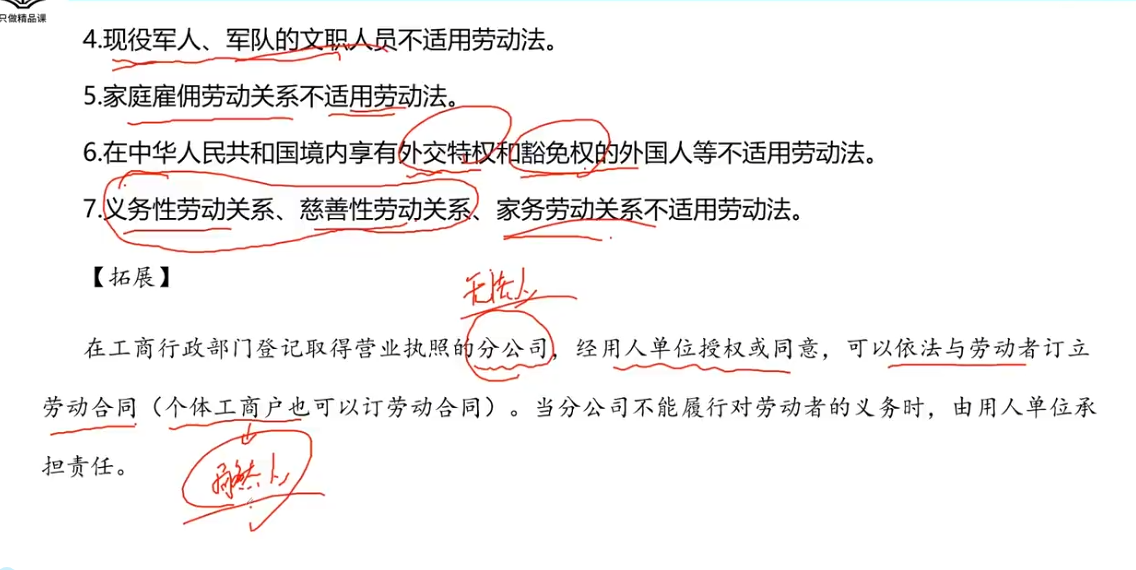 只做精品课
4.现役军人、军队的文职人员不适用劳动法。
5.家庭雇佣劳动关系不适用劳动法。
6.在中华人民共和国境内享有外交特权和豁免权的外国人等不适用劳动法。
7.义务性劳动关系、慈善性劳动关系、家务劳动关系不适用劳动法。
【拓展】
无法人
在工商行政部门登记取得营业执照的分公司，经用人单位授权或同意，可以依法与劳动者订立
劳动合同（个体工商户也可以订劳动合同）。当分公司不能履行对劳动者的义务时，由用人单位承
担责任。